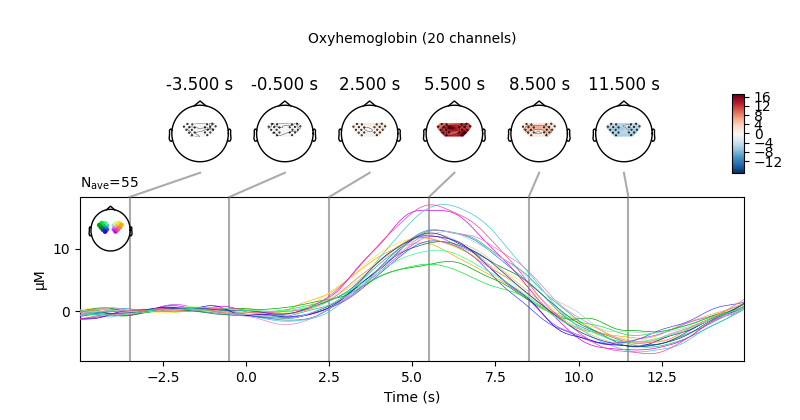 Oxyhemoglobin (20 channels)
-3.500 s -0.500 s 2.500 s 5.500 s 8.500 s 11.500 s
16
12
8
4
0
−4
−8
−12
Nave=55
10
0
µM
−2.5 0.0 2.5 5.0 7.5 10.0 12.5
Time (s)